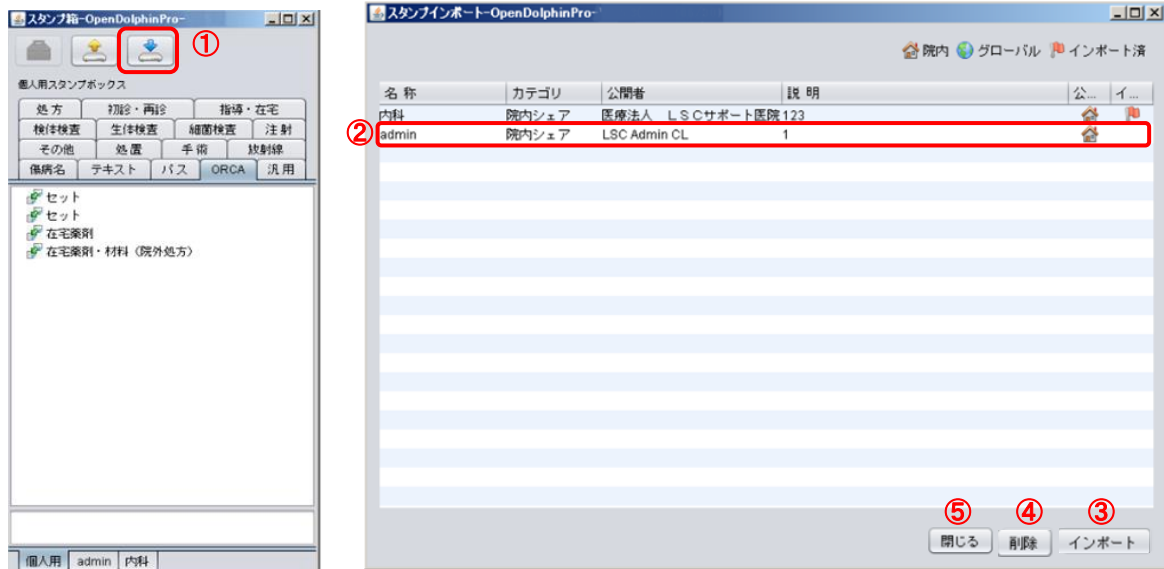 スタンプ箱-OpenDolphinPro-
①
個人用スタンプボックス
処方 初診・再診 指導・在宅
検体検査 生体検査 細菌検査 注射
その他 処置 手術 放射線
傷病名 テキスト パス ORCA 汎用
セット
セット
在宅薬剤
在宅薬剤・材料（院外処方）
個人用 admin 内科
スタンプインポート-OpenDolphinPro-
院内 グローバル インポート済
名称 カテゴリ 公開者 説明 公... イ...
内科 院内シェア 医療法人 ＬＳＣサポート医院 123
② admin 院内シェア LSC Admin CL 1
⑤ ④ ③
閉じる 削除 インポート